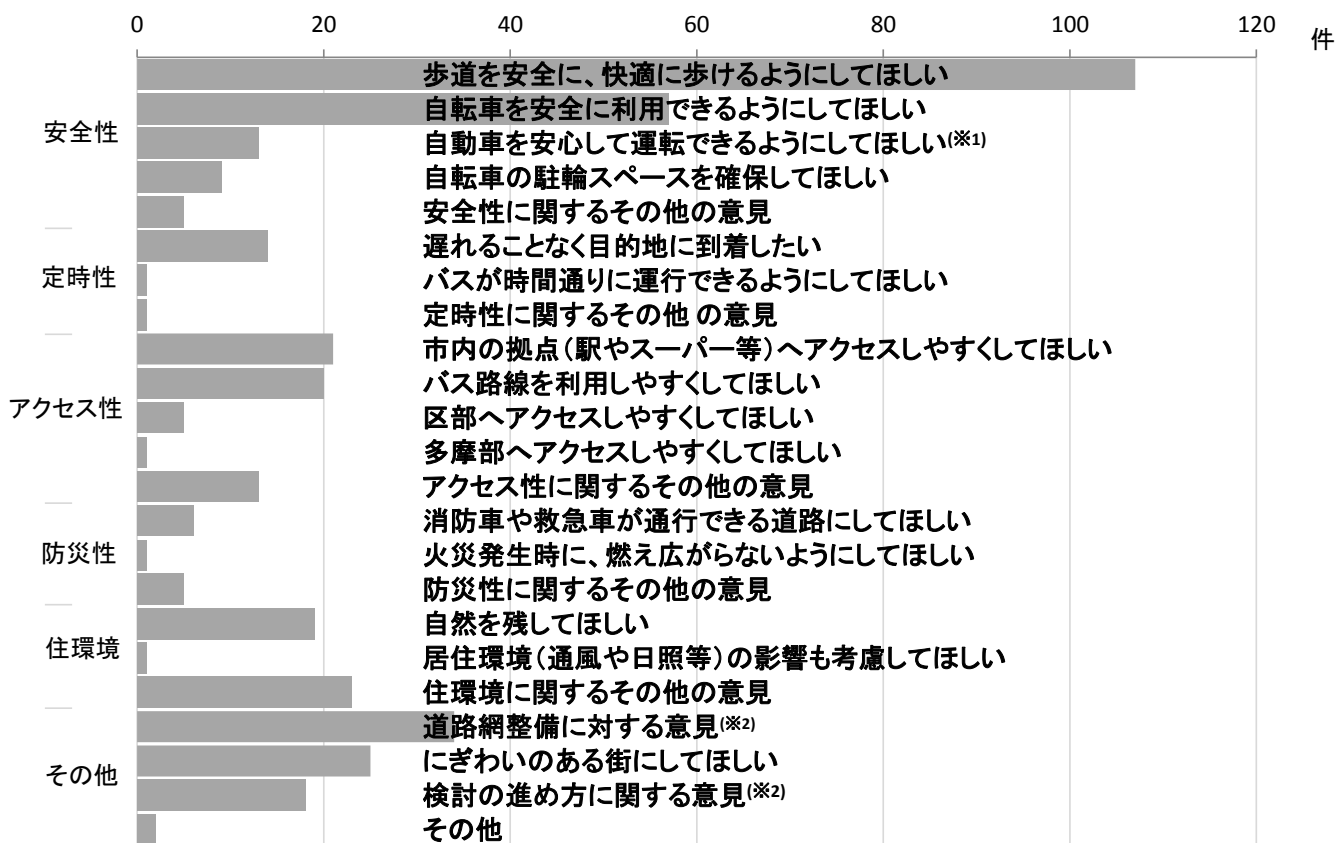 0 20 40 60 80 100 120
件
安全性
歩道を安全に、快適に歩けるようにしてほしい
自転車を安全に利用できるようにしてほしい
自動車を安心して運転できるようにしてほしい(※1)
自転車の駐輪スペースを確保してほしい
安全性に関するその他の意見
定時性
遅れることなく目的地に到着したい
バスが時間通りに運行できるようにしてほしい
定時性に関するその他 の意見
アクセス性
市内の拠点（駅やスーパー等）へアクセスしやすくしてほしい
バス路線を利用しやすくしてほしい
区部へアクセスしやすくしてほしい
多摩部へアクセスしやすくしてほしい
アクセス性に関するその他の意見
防災性
消防車や救急車が通行できる道路にしてほしい
火災発生時に、燃え広がらないようにしてほしい
防災性に関するその他の意見
住環境
自然を残してほしい
居住環境（通風や日照等）の影響も考慮してほしい
住環境に関するその他の意見
その他
道路網整備に対する意見(※2)
にぎわいのある街にしてほしい
検討の進め方に関する意見(※2)
その他